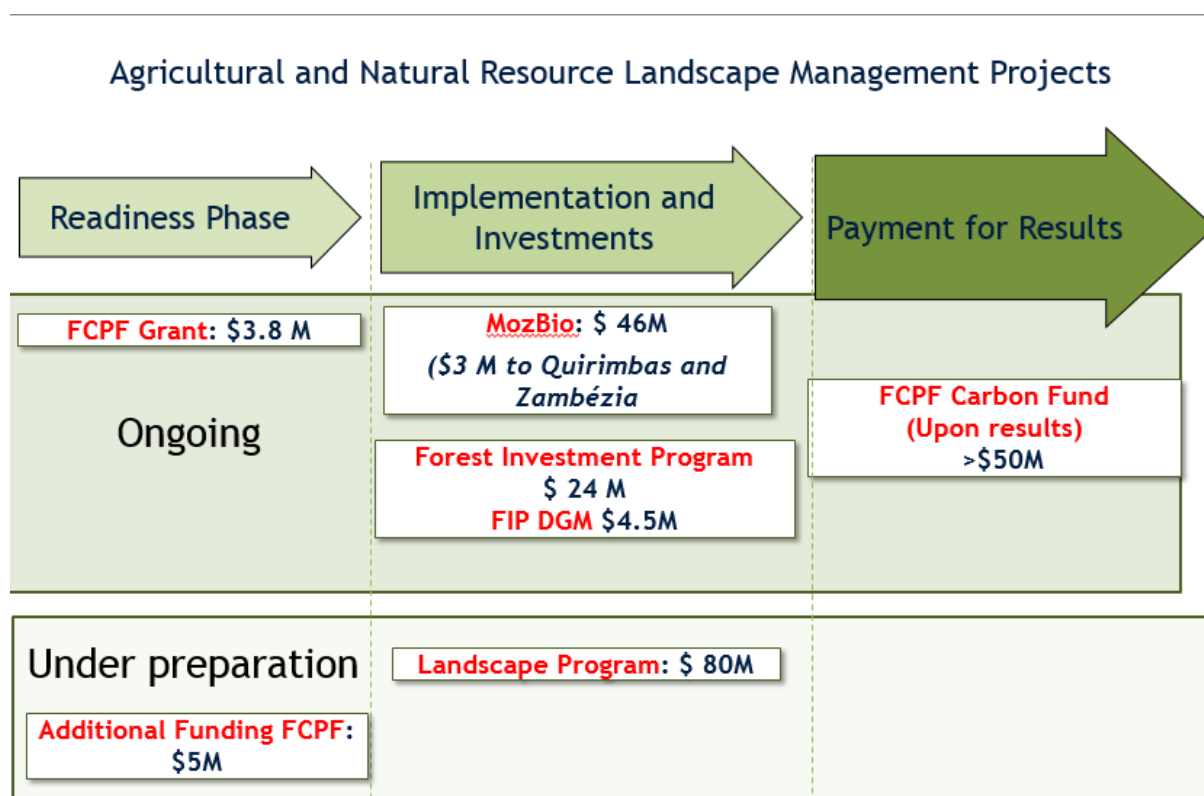 Agricultural and Natural Resource Landscape Management Projects
Readiness Phase
Implementation and
Investments
Payment for Results
FCPF Grant: $3.8 M
MozBio: $ 46M
($3 M to Quirimbas and
Zambézia
FCPF Carbon Fund
(Upon results)
>$50M
Ongoing
Forest Investment Program
$ 24 M
FIP DGM $4.5M
Under preparation
Landscape Program: $ 80M
Additional Funding FCPF:
$5M